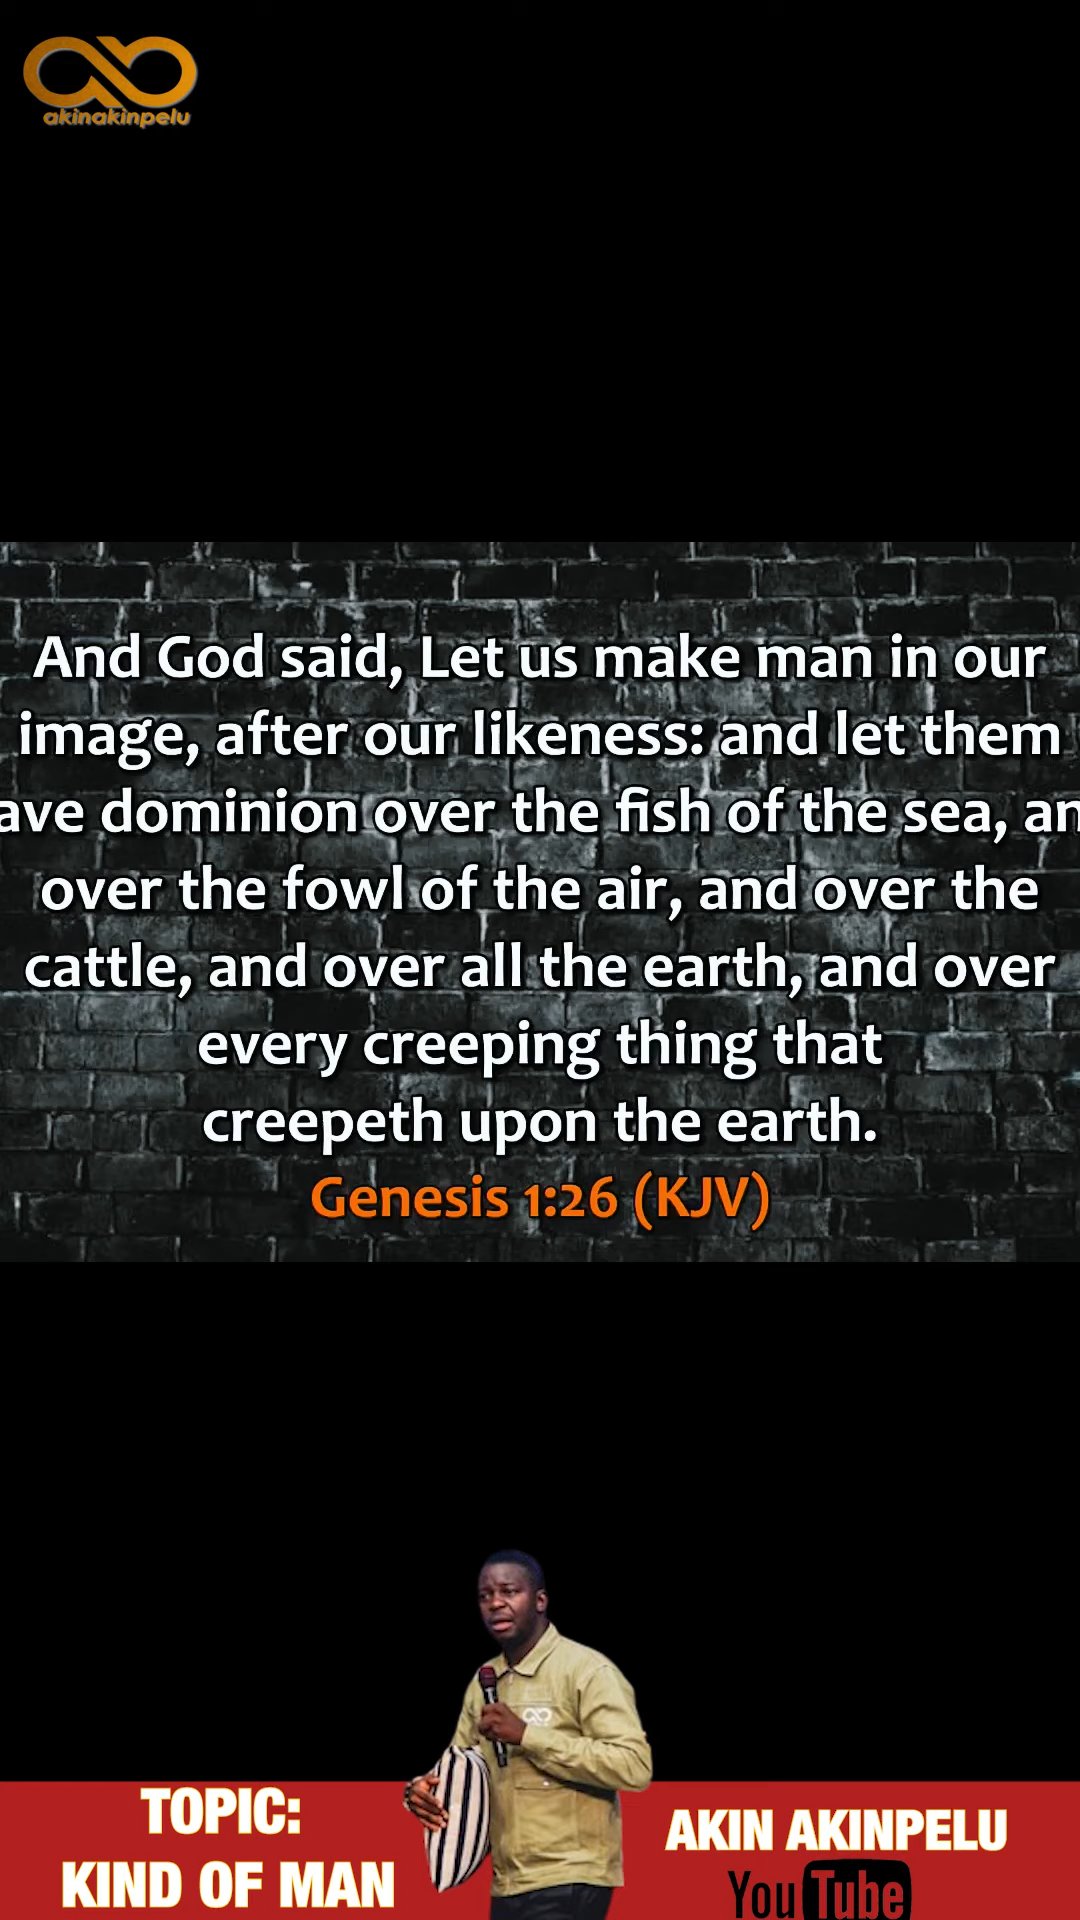 akinakinpelu
And God said, Let us make man in our
image, after our likeness: and let them
ave dominion over the fish of the sea, an
over the fowl of the air, and over the
cattle, and over all the earth, and over
every creeping thing that
creepeth upon the earth.
Genesis 1:26 (KJV)
TOPIC:
KIND OF MAN
AKIN AKINPELU
YouTube